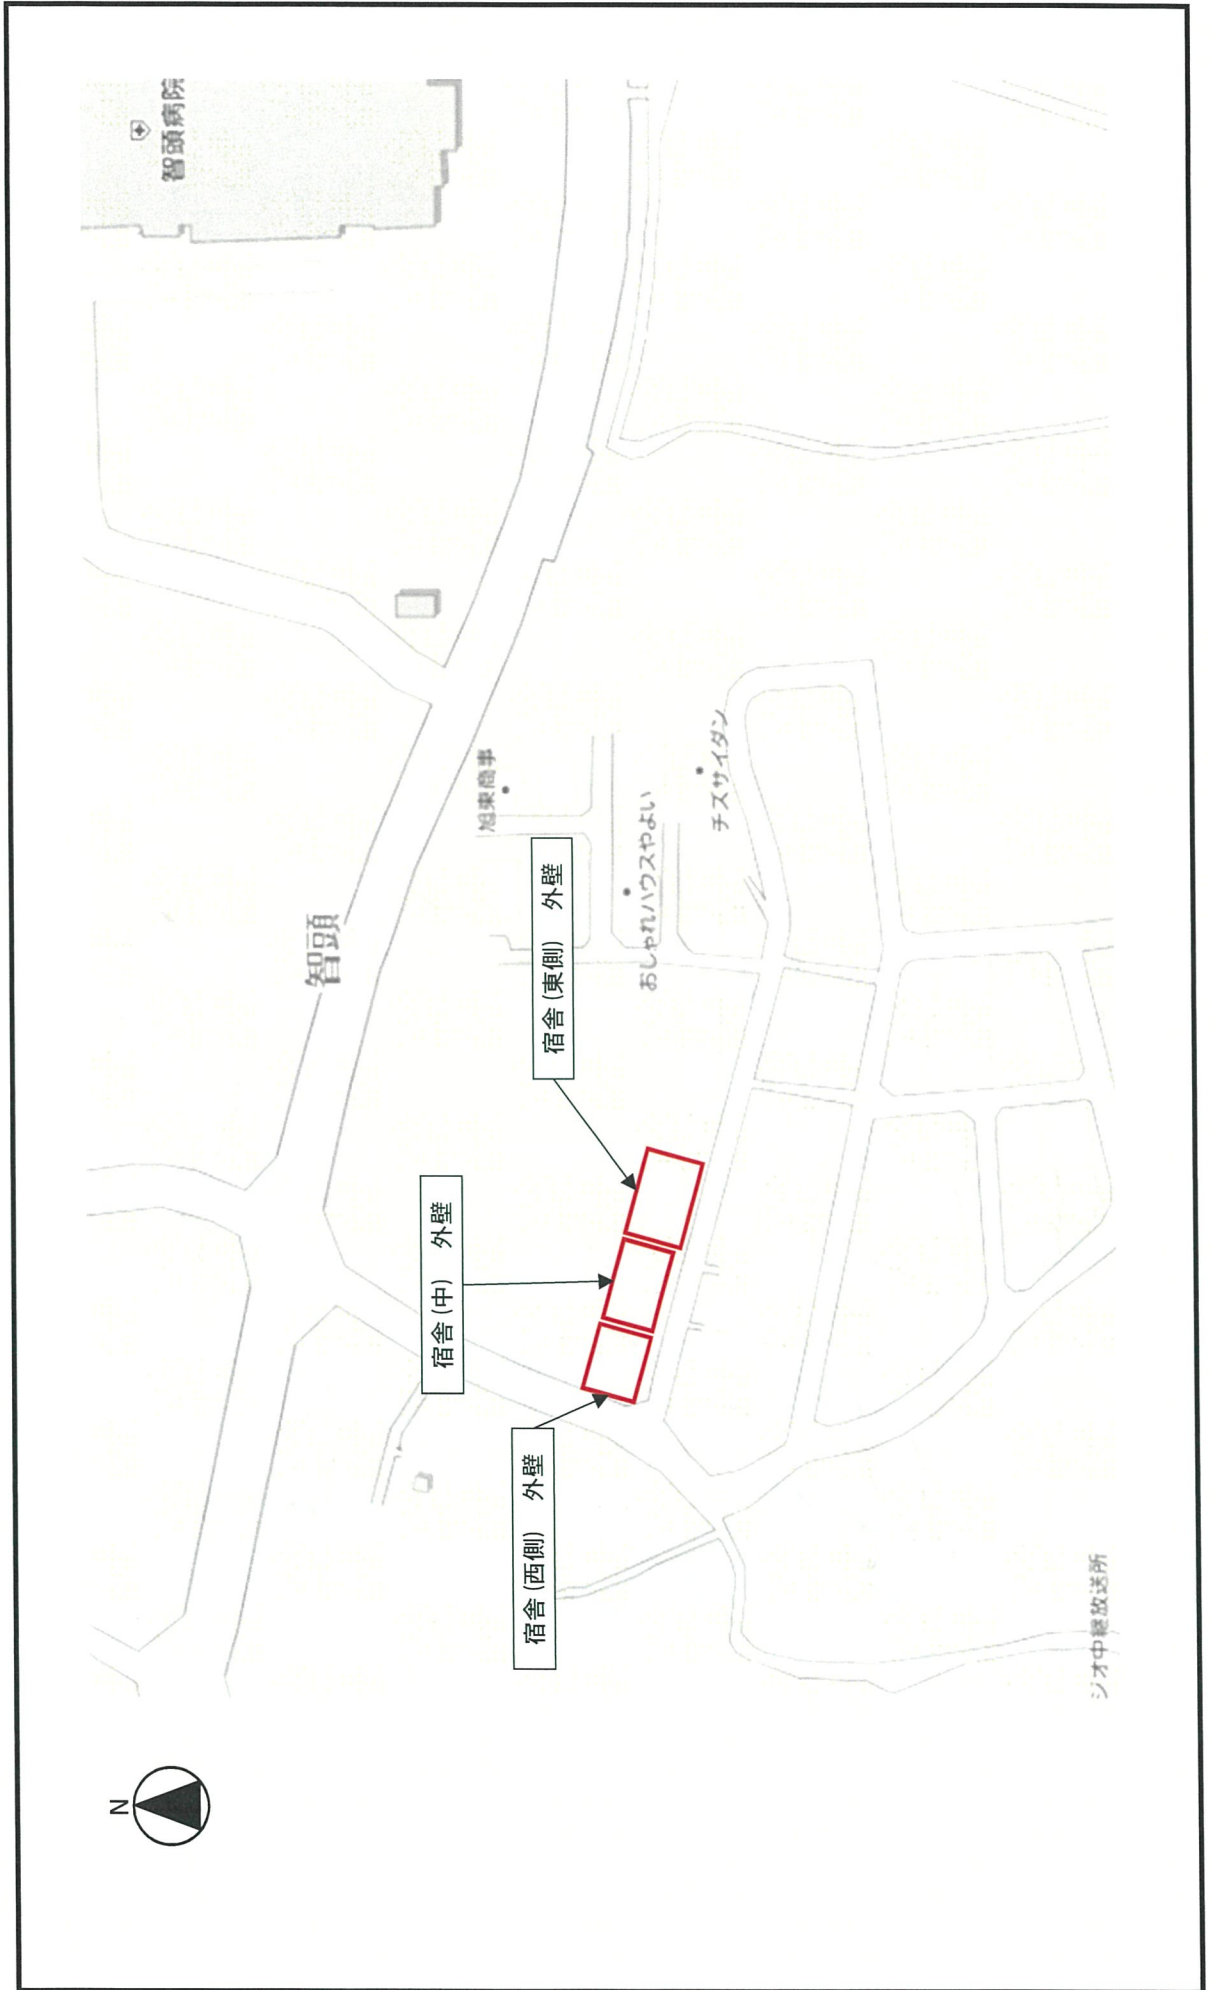 智頭病院
智頭
旭東商事
おしゃれハウスやよい
チズサイダン
宿舎(東側) 外壁
宿舎(中) 外壁
宿舎(西側) 外壁
ジオ中継放送所
N